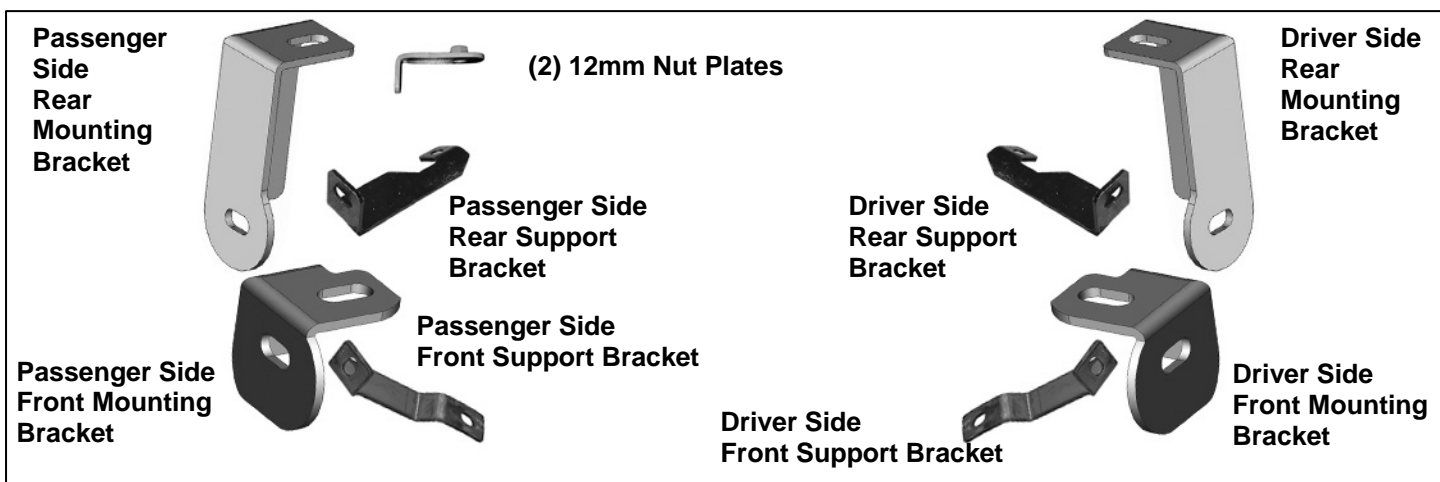 Passenger
Side
Rear
Mounting
Bracket
(2) 12mm Nut Plates
Driver Side
Rear
Mounting
Bracket
Passenger Side
Rear Support
Bracket
Driver Side
Rear Support
Bracket
Passenger Side
Front Support Bracket
Passenger Side
Front Mounting
Bracket
Driver Side
Front Support Bracket
Driver Side
Front Mounting
Bracket